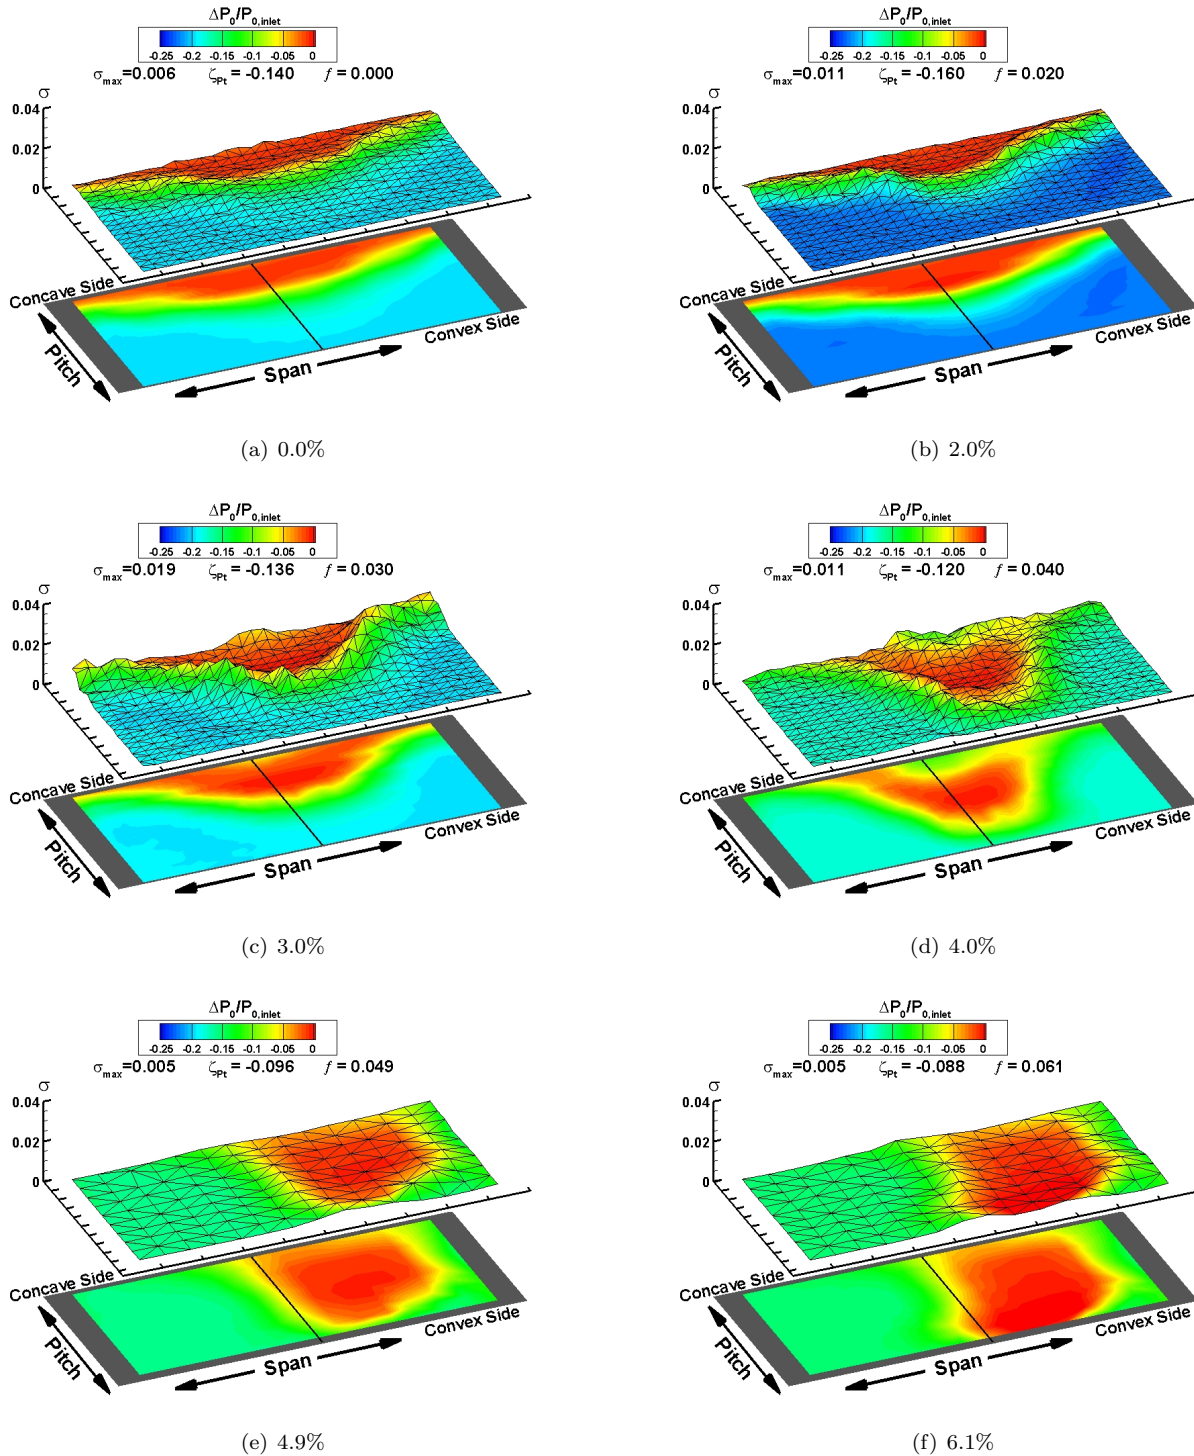 ΔP₀/P₀,inlet
-0.25 -0.2 -0.15 -0.1 -0.05 0
σmax=0.006 ζPt = -0.140 f = 0.000
σ
0.04
0.02
0
Concave Side
Convex Side
Pitch
Span
(a) 0.0%
ΔP₀/P₀,inlet
-0.25 -0.2 -0.15 -0.1 -0.05 0
σmax=0.011 ζPt = -0.160 f = 0.020
σ
0.04
0.02
0
Concave Side
Convex Side
Pitch
Span
(b) 2.0%
ΔP₀/P₀,inlet
-0.25 -0.2 -0.15 -0.1 -0.05 0
σmax=0.019 ζPt = -0.136 f = 0.030
σ
0.04
0.02
0
Concave Side
Convex Side
Pitch
Span
(c) 3.0%
ΔP₀/P₀,inlet
-0.25 -0.2 -0.15 -0.1 -0.05 0
σmax=0.011 ζPt = -0.120 f = 0.040
σ
0.04
0.02
0
Concave Side
Convex Side
Pitch
Span
(d) 4.0%
ΔP₀/P₀,inlet
-0.25 -0.2 -0.15 -0.1 -0.05 0
σmax=0.005 ζPt = -0.096 f = 0.049
σ
0.04
0.02
0
Concave Side
Convex Side
Pitch
Span
(e) 4.9%
ΔP₀/P₀,inlet
-0.25 -0.2 -0.15 -0.1 -0.05 0
σmax=0.005 ζPt = -0.088 f = 0.061
σ
0.04
0.02
0
Concave Side
Convex Side
Pitch
Span
(f) 6.1%